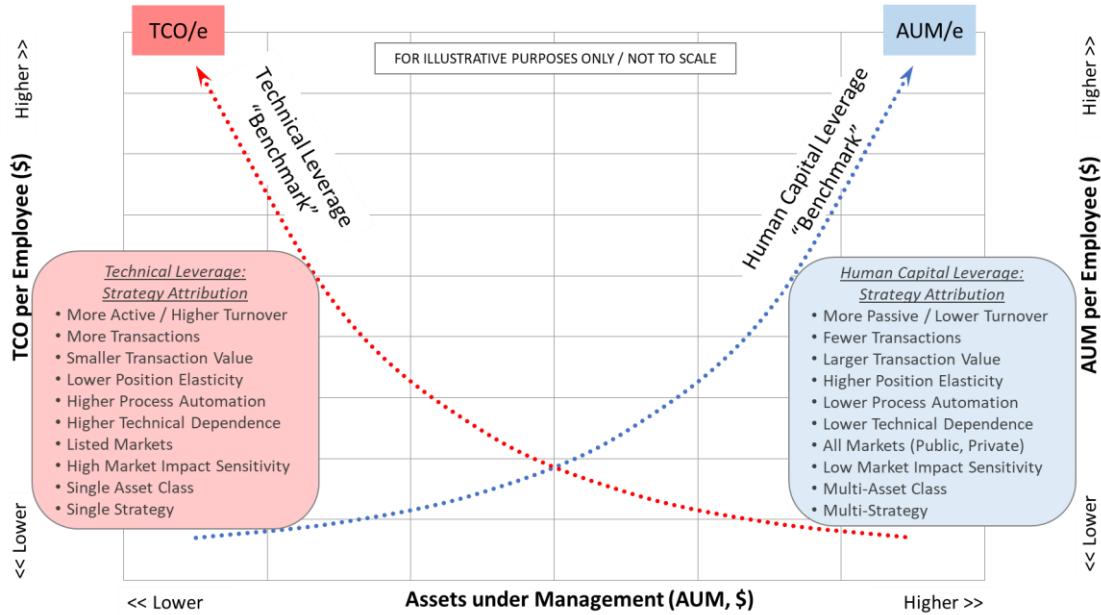 TCO/e
AUM/e
FOR ILLUSTRATIVE PURPOSES ONLY / NOT TO SCALE
Higher >>
TCO per Employee ($)
<< Lower
Technical Leverage
“Benchmark”
Human Capital Leverage
“Benchmark”
Higher >>
AUM per Employee ($)
<< Lower
Technical Leverage:
Strategy Attribution
• More Active / Higher Turnover
• More Transactions
• Smaller Transaction Value
• Lower Position Elasticity
• Higher Process Automation
• Higher Technical Dependence
• Listed Markets
• High Market Impact Sensitivity
• Single Asset Class
• Single Strategy
Human Capital Leverage:
Strategy Attribution
• More Passive / Lower Turnover
• Fewer Transactions
• Larger Transaction Value
• Higher Position Elasticity
• Lower Process Automation
• Lower Technical Dependence
• All Markets (Public, Private)
• Low Market Impact Sensitivity
• Multi-Asset Class
• Multi-Strategy
<< Lower
Assets under Management (AUM, $)
Higher >>